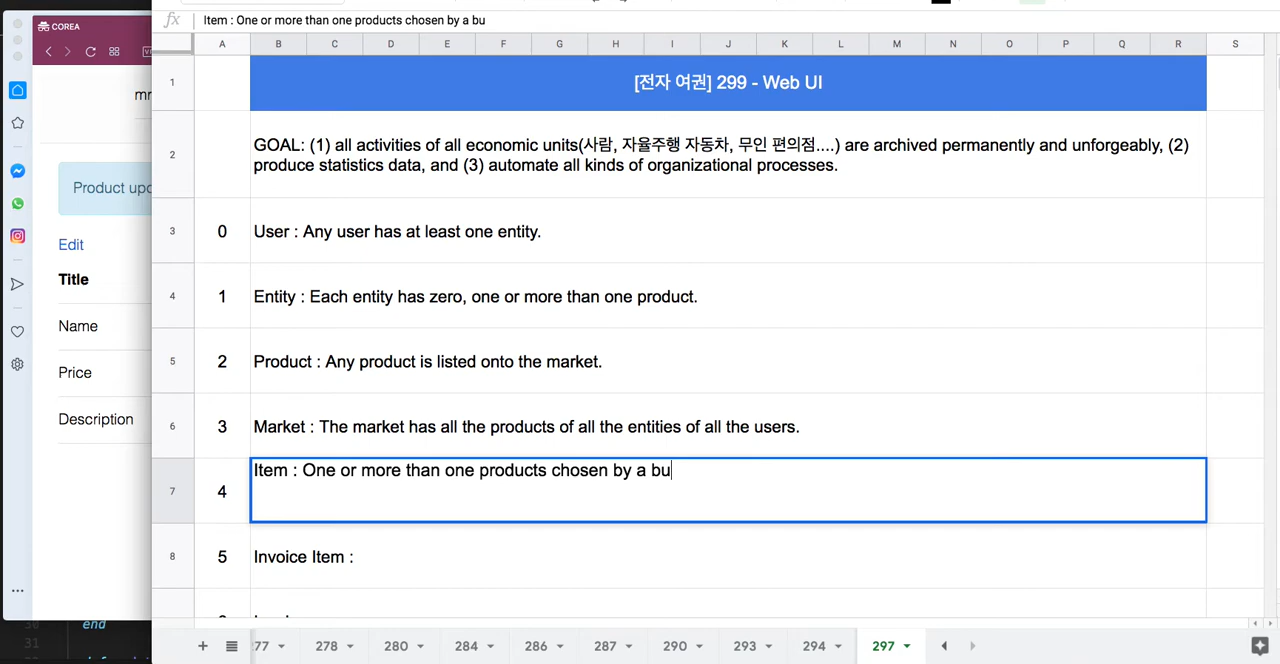 COREA
Item : One or more than one products chosen by a bu
A B C D E F G H I J K L M N O P Q R S
1 [전자 여권] 299 - Web UI
2 GOAL: (1) all activities of all economic units(사람, 자율주행 자동차, 무인 편의점....) are archived permanently and unforgeably, (2)
produce statistics data, and (3) automate all kinds of organizational processes.
3 0 User : Any user has at least one entity.
4 1 Entity : Each entity has zero, one or more than one product.
5 2 Product : Any product is listed onto the market.
6 3 Market : The market has all the products of all the entities of all the users.
7 4 Item : One or more than one products chosen by a bu
8 5 Invoice Item :
Edit
Title
Name
Price
Description
end
31
277 278 280 284 286 287 290 293 294 297